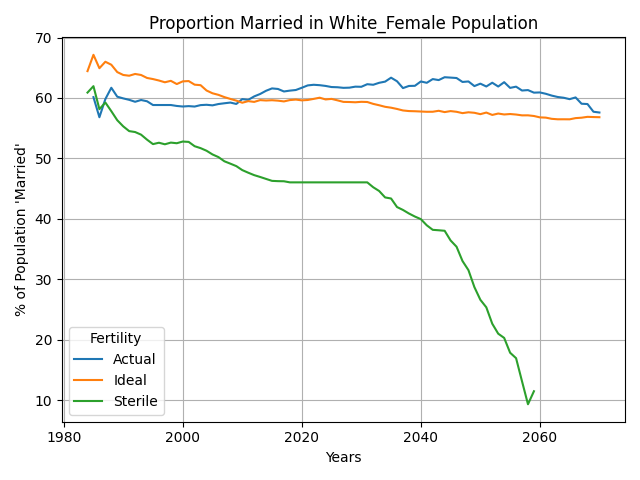 Proportion Married in White_Female Population
% of Population 'Married'
70
60
50
40
30
20
10
Fertility
Actual
Ideal
Sterile
1980 2000 2020 2040 2060
Years